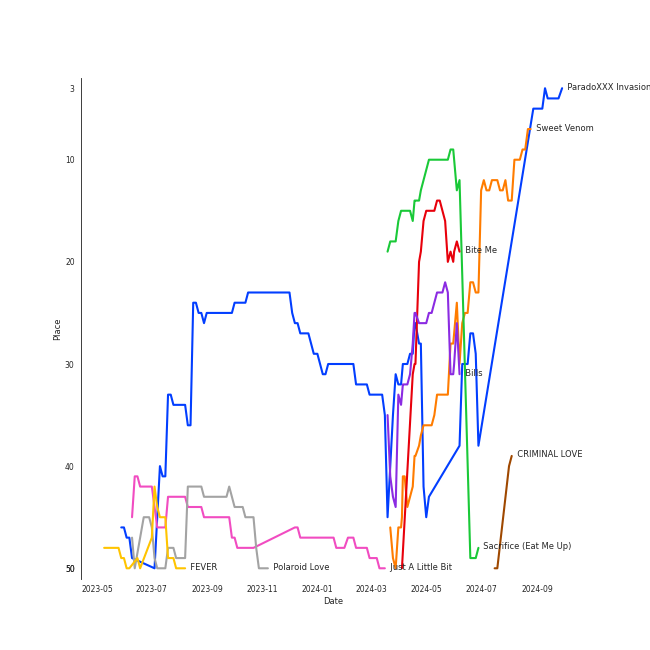 3
ParadoXXX Invasion
Sweet Venom
10
Bite Me
20
Place
30
Bills
CRIMINAL LOVE
40
Sacrifice (Eat Me Up)
50
FEVER
Polaroid Love
Just A Little Bit
2023-05
2023-07
2023-09
2023-11
2024-01
2024-03
2024-05
2024-07
2024-09
Date